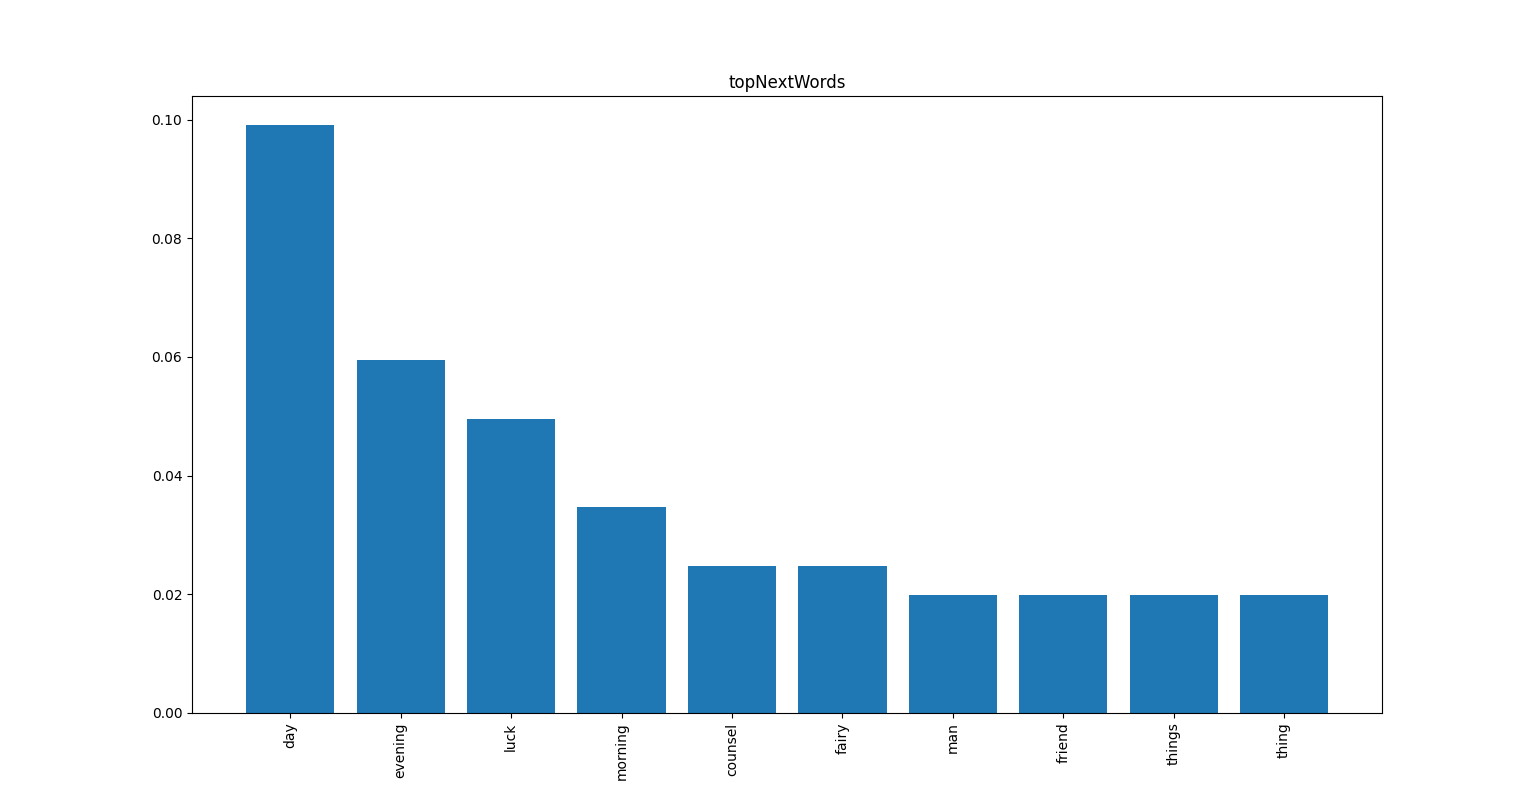 topNextWords
0.10
0.08
0.06
0.04
0.02
0.00
day
evening
luck
morning
counsel
fairy
man
friend
things
thing